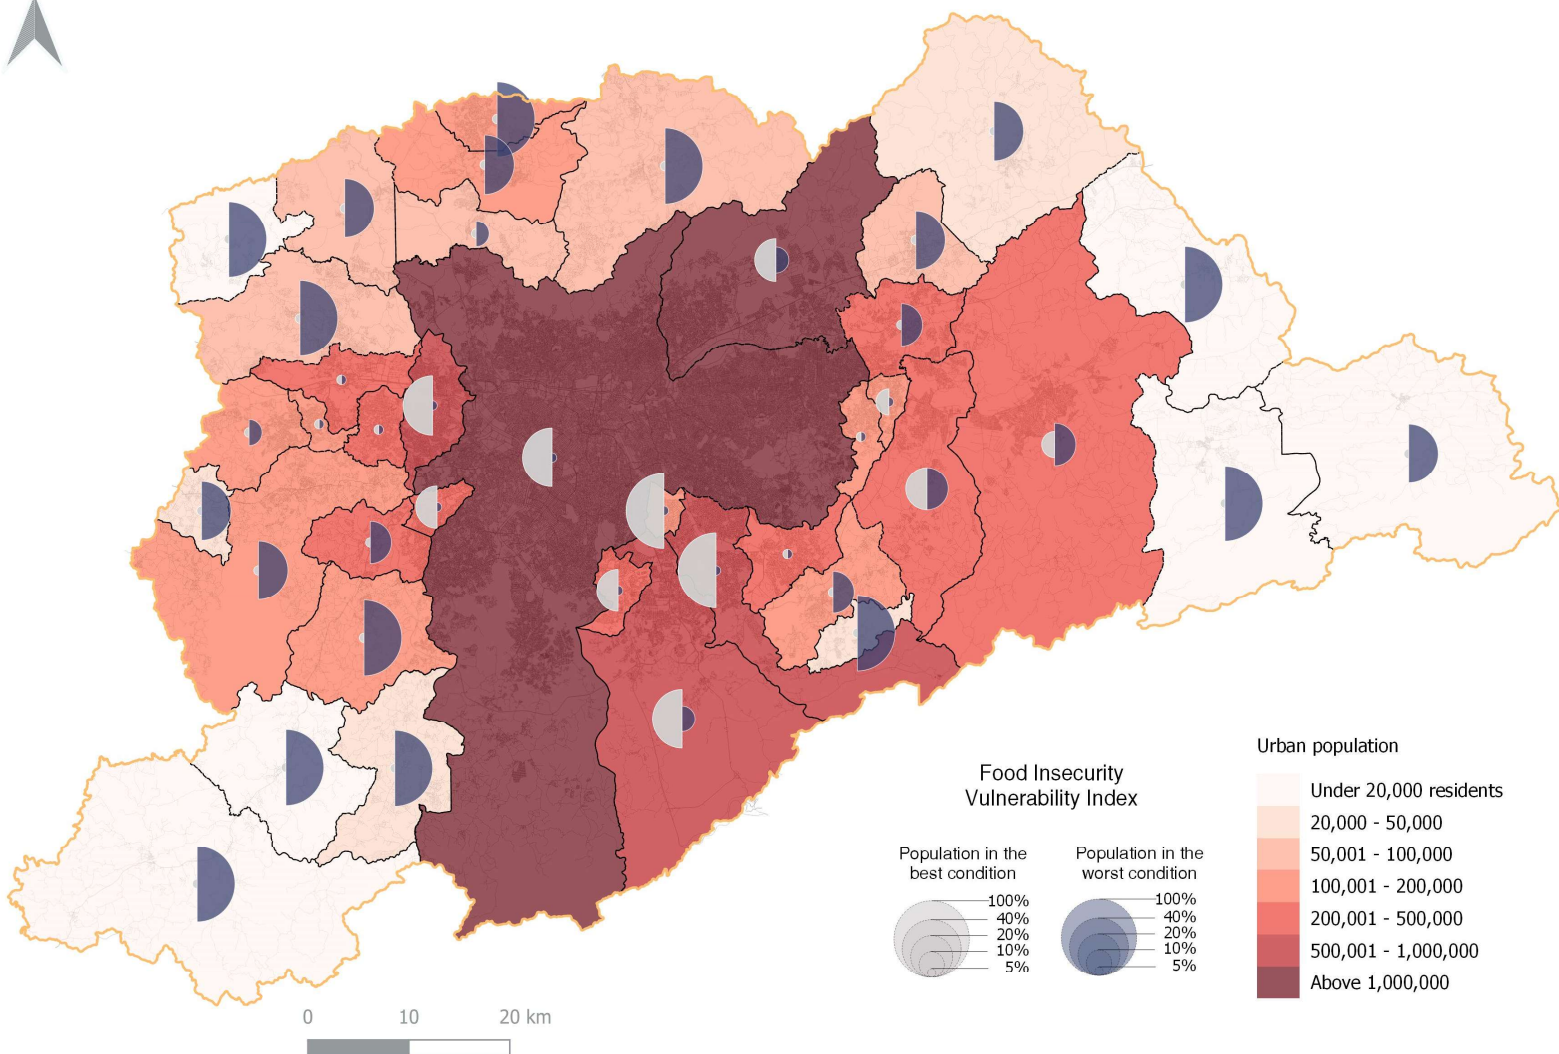 Urban population
Under 20,000 residents
20,000 - 50,000
50,001 - 100,000
100,001 - 200,000
200,001 - 500,000
500,001 - 1,000,000
Above 1,000,000
Food Insecurity
Vulnerability Index
Population in the
best condition
100%
40%
20%
10%
5%
Population in the
worst condition
100%
40%
20%
10%
5%
0 10 20 km